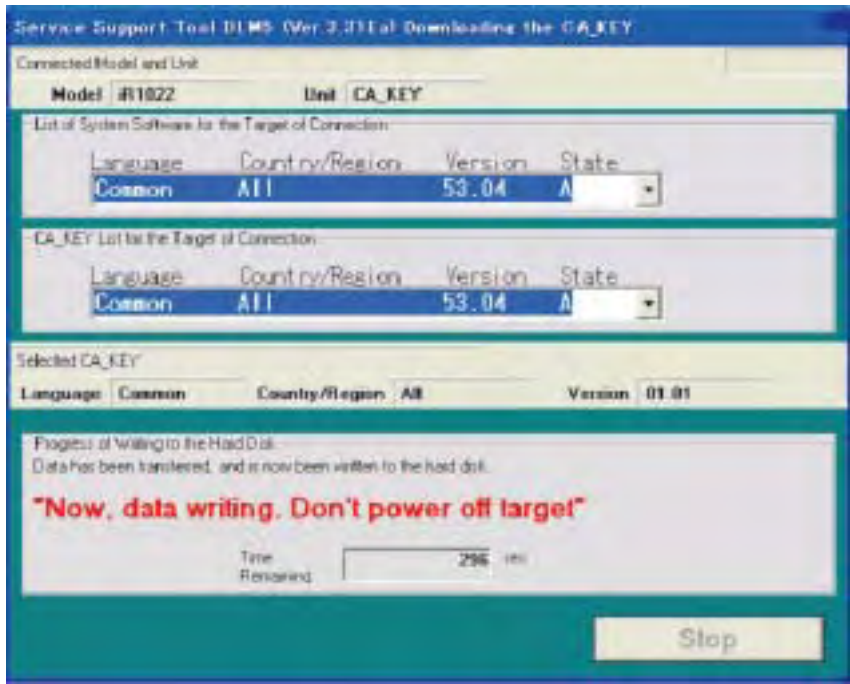 Service Support Tool DLM5 (Ver 3.31Ea) Downloading the CA_KEY
Connected Model and Unit
Model iR1022 Unit CA_KEY
List of System Software for the Target of Connection
Language Country/Region Version State
Common All 53.04 A
CA_KEY List for the Target of Connection
Language Country/Region Version State
Common All 53.04 A
Selected CA_KEY
Language Common Country/Region All Version 01.01
Progress of Writing to the Hard Disk
Data has been transferred, and is now been written to the hard disk.
"Now, data writing. Don't power off target"
Time 296 sec
Remaining
Stop